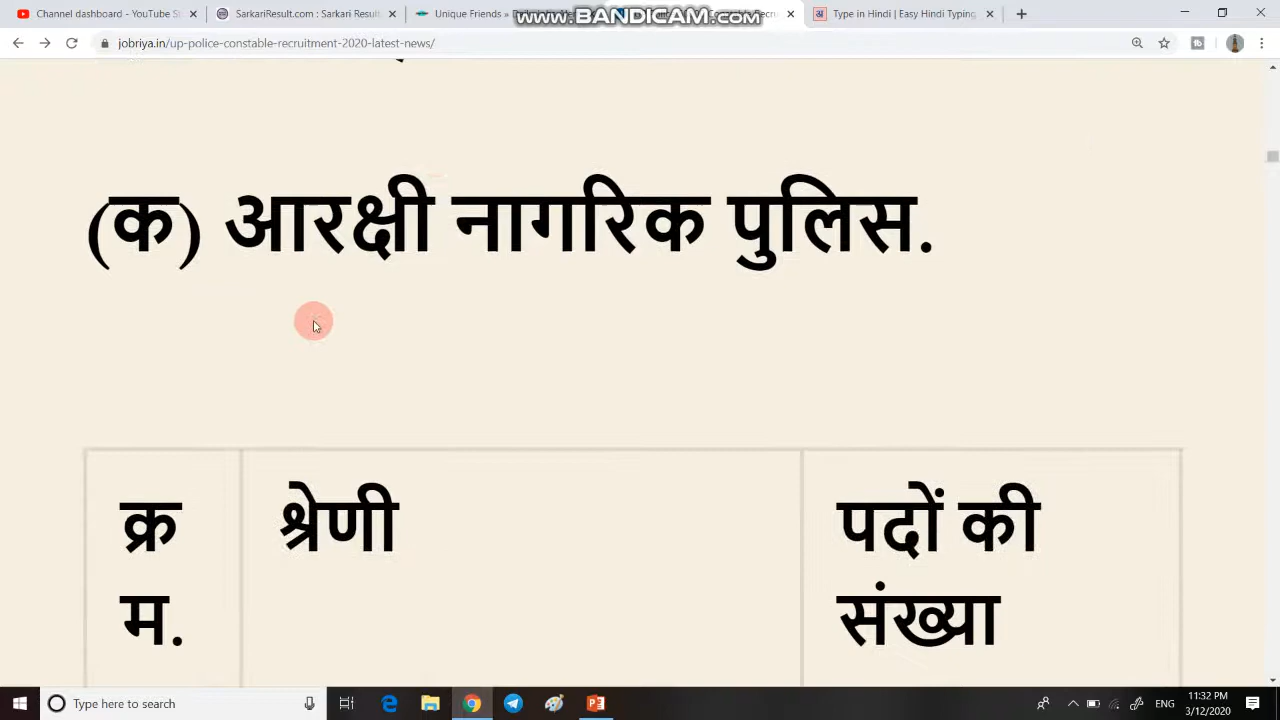 Channel dashboard - YouTube St
SarkariResult.com : Sarkari Result
Unique Friends »
Type in Hindi | Easy Hindi Typing
www.BANDICAM.com
jobriya.in/up-police-constable-recruitment-2020-latest-news/
(क) आरक्षी नागरिक पुलिस.
क्र
म.
श्रेणी
पदों की
संख्या
Type here to search
ENG
11:32 PM
3/12/2020